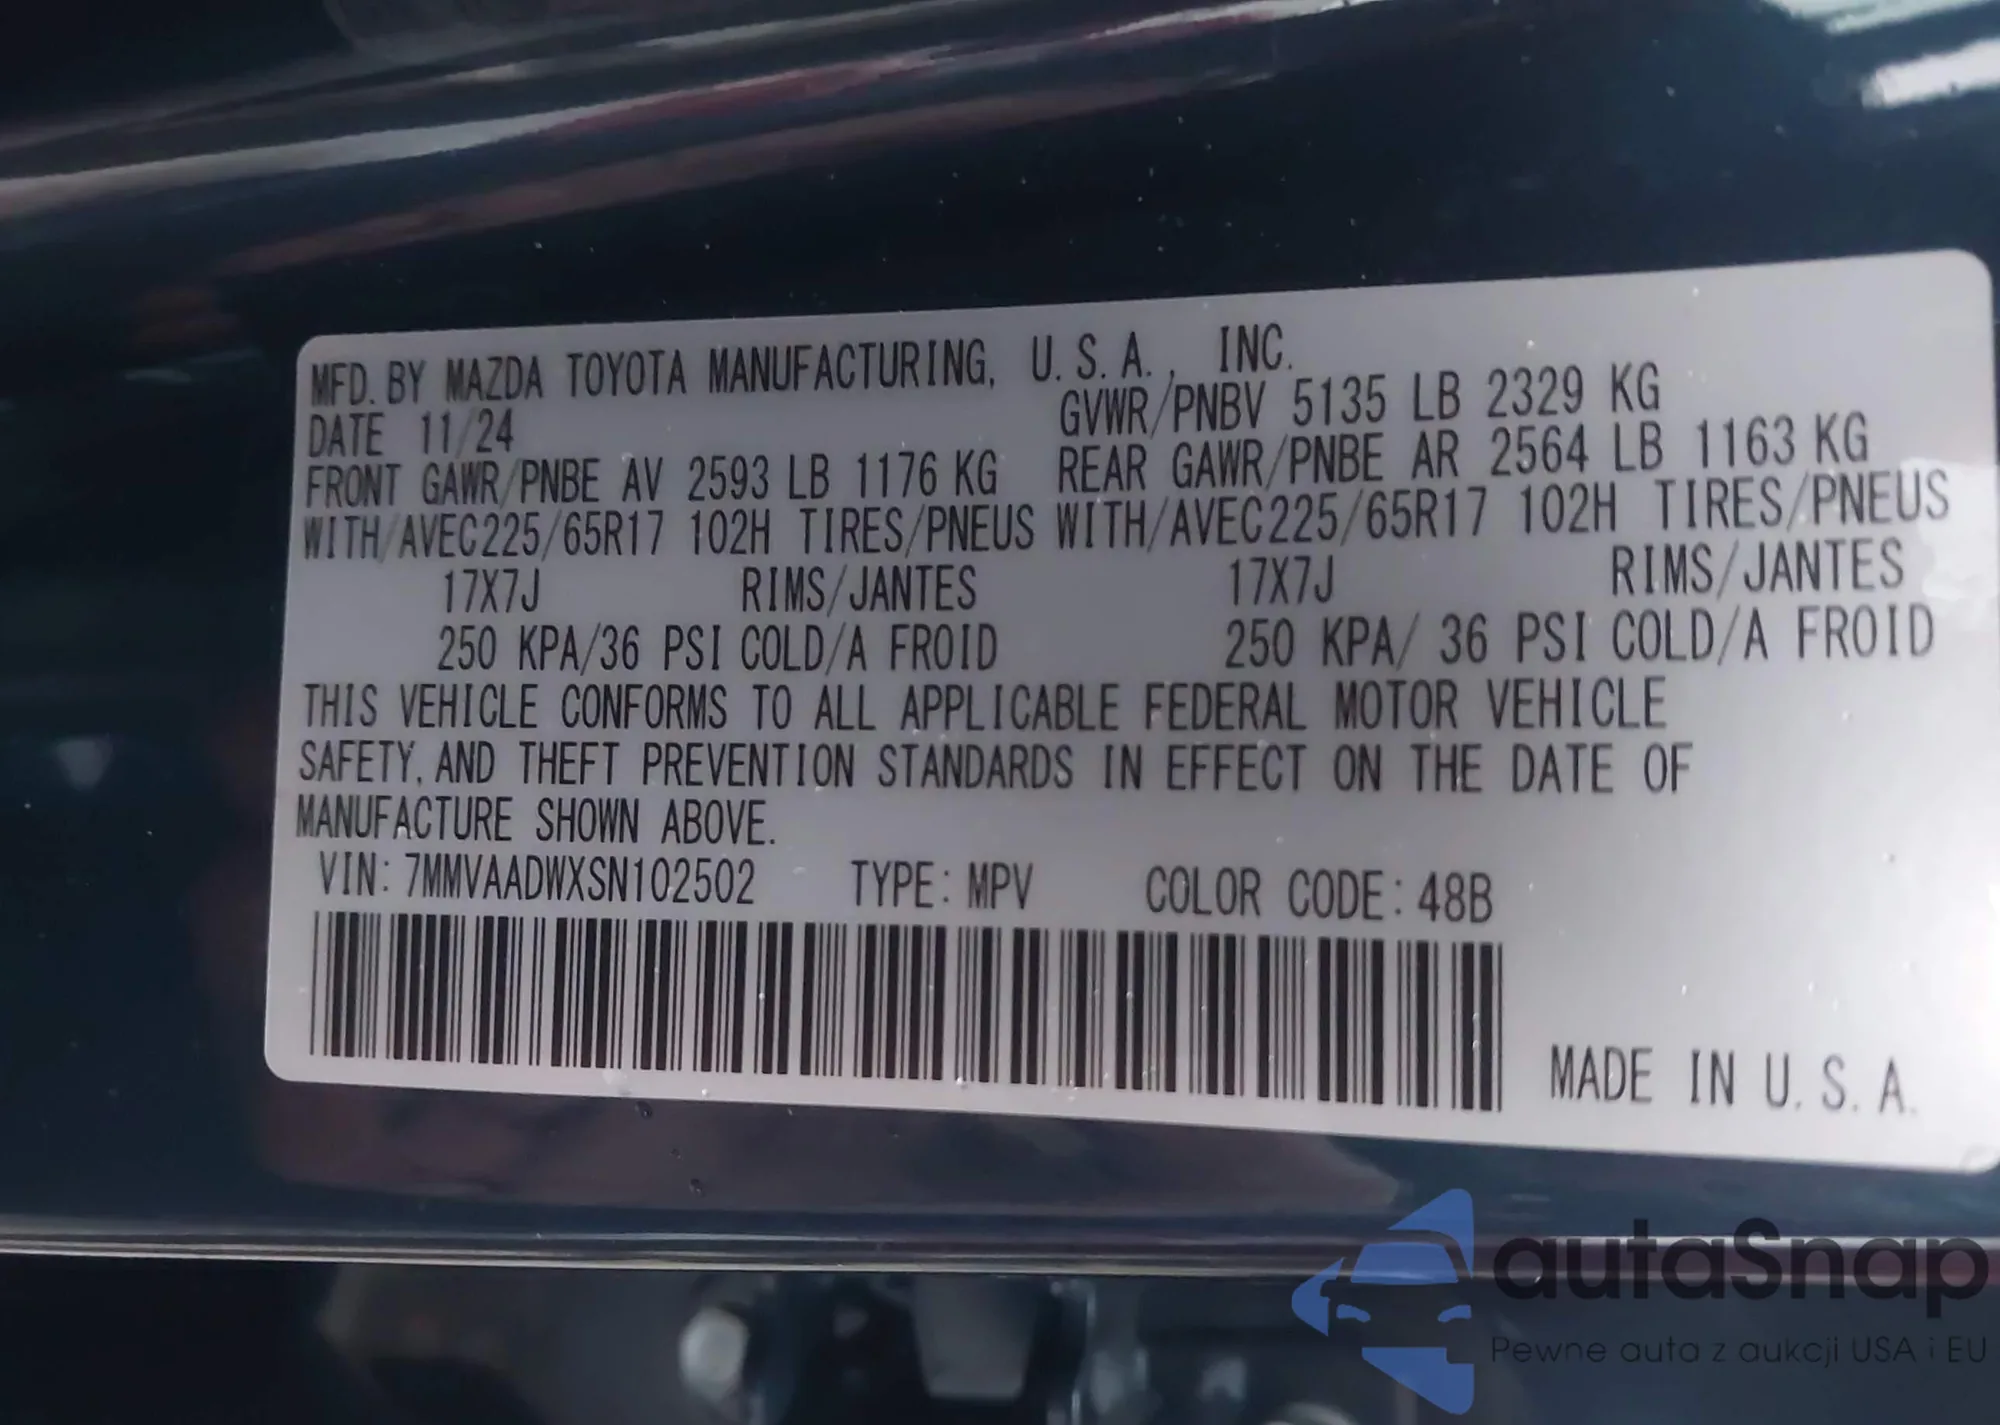 MFD. BY MAZDA TOYOTA MANUFACTURING, U.S.A., INC.
DATE 11/24 GVWR/PNBV 5135 LB 2329 KG
FRONT GAWR/PNBE AV 2593 LB 1176 KG REAR GAWR/PNBE AR 2564 LB 1163 KG
WITH/AVEC225/65R17 102H TIRES/PNEUS WITH/AVEC225/65R17 102H TIRES/PNEUS
17X7J RIMS/JANTES 17X7J RIMS/JANTES
250 KPA/36 PSI COLD/A FROID 250 KPA/ 36 PSI COLD/A FROID
THIS VEHICLE CONFORMS TO ALL APPLICABLE FEDERAL MOTOR VEHICLE
SAFETY, AND THEFT PREVENTION STANDARDS IN EFFECT ON THE DATE OF
MANUFACTURE SHOWN ABOVE.
VIN: 7MMVAADWXSN102502 TYPE: MPV COLOR CODE: 48B
MADE IN U.S.A.
autaSnap
Pewne auta z aukcji USA i EU